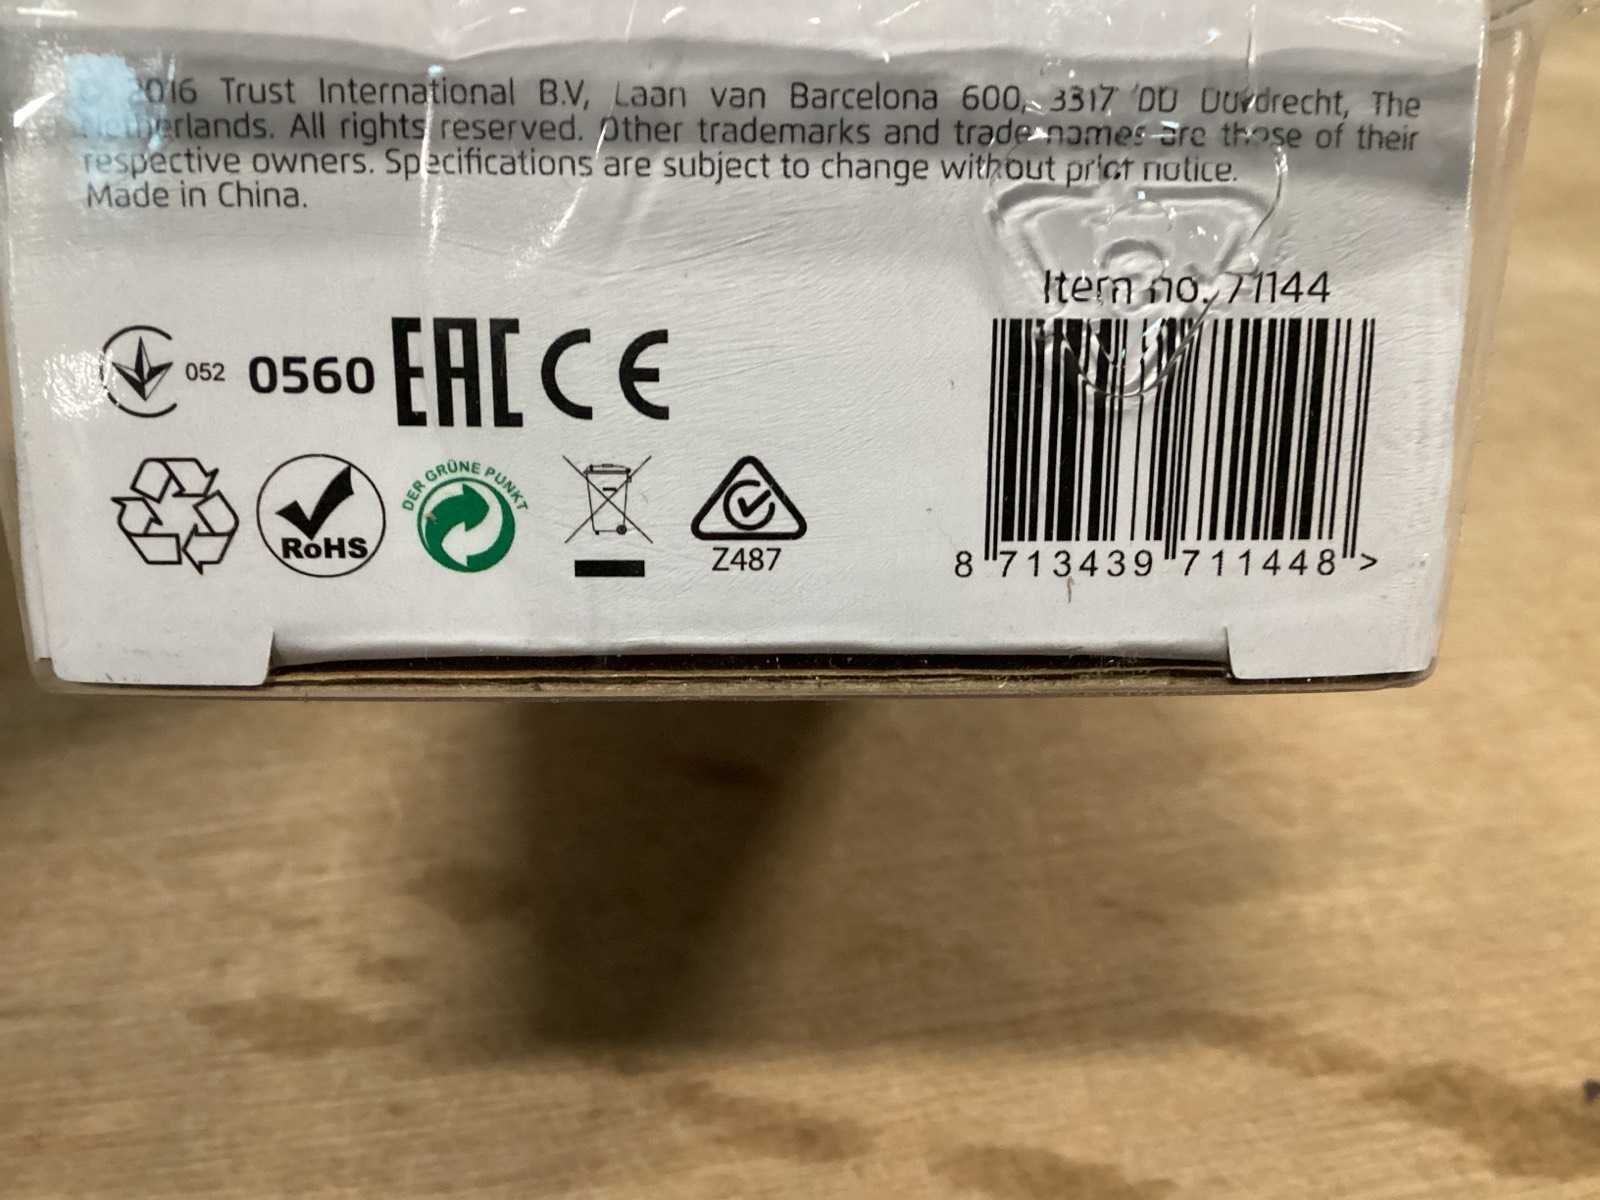 2016 Trust International B.V, Laan van Barcelona 600, 3317 DD Dordrecht, The
Netherlands. All rights reserved. Other trademarks and trade names are those of their
respective owners. Specifications are subject to change without prior notice.
Made in China.
Item no. 71144
052 0560 EAC CE
RoHS
DER GRÜNE PUNKT
Z487
8 713439 711448 >